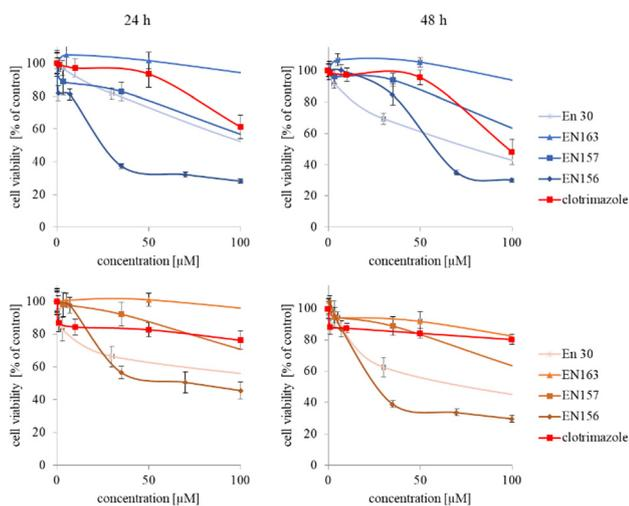 24 h
48 h
cell viability [% of control]
100
80
60
40
20
0
0
50
100
concentration [µM]
cell viability [% of control]
100
80
60
40
20
0
0
50
100
concentration [µM]
En 30
EN163
EN157
EN156
clotrimazole
cell viability [% of control]
100
80
60
40
20
0
0
50
100
concentration [µM]
cell viability [% of control]
100
80
60
40
20
0
0
50
100
concentration [µM]
En 30
EN163
EN157
EN156
clotrimazole